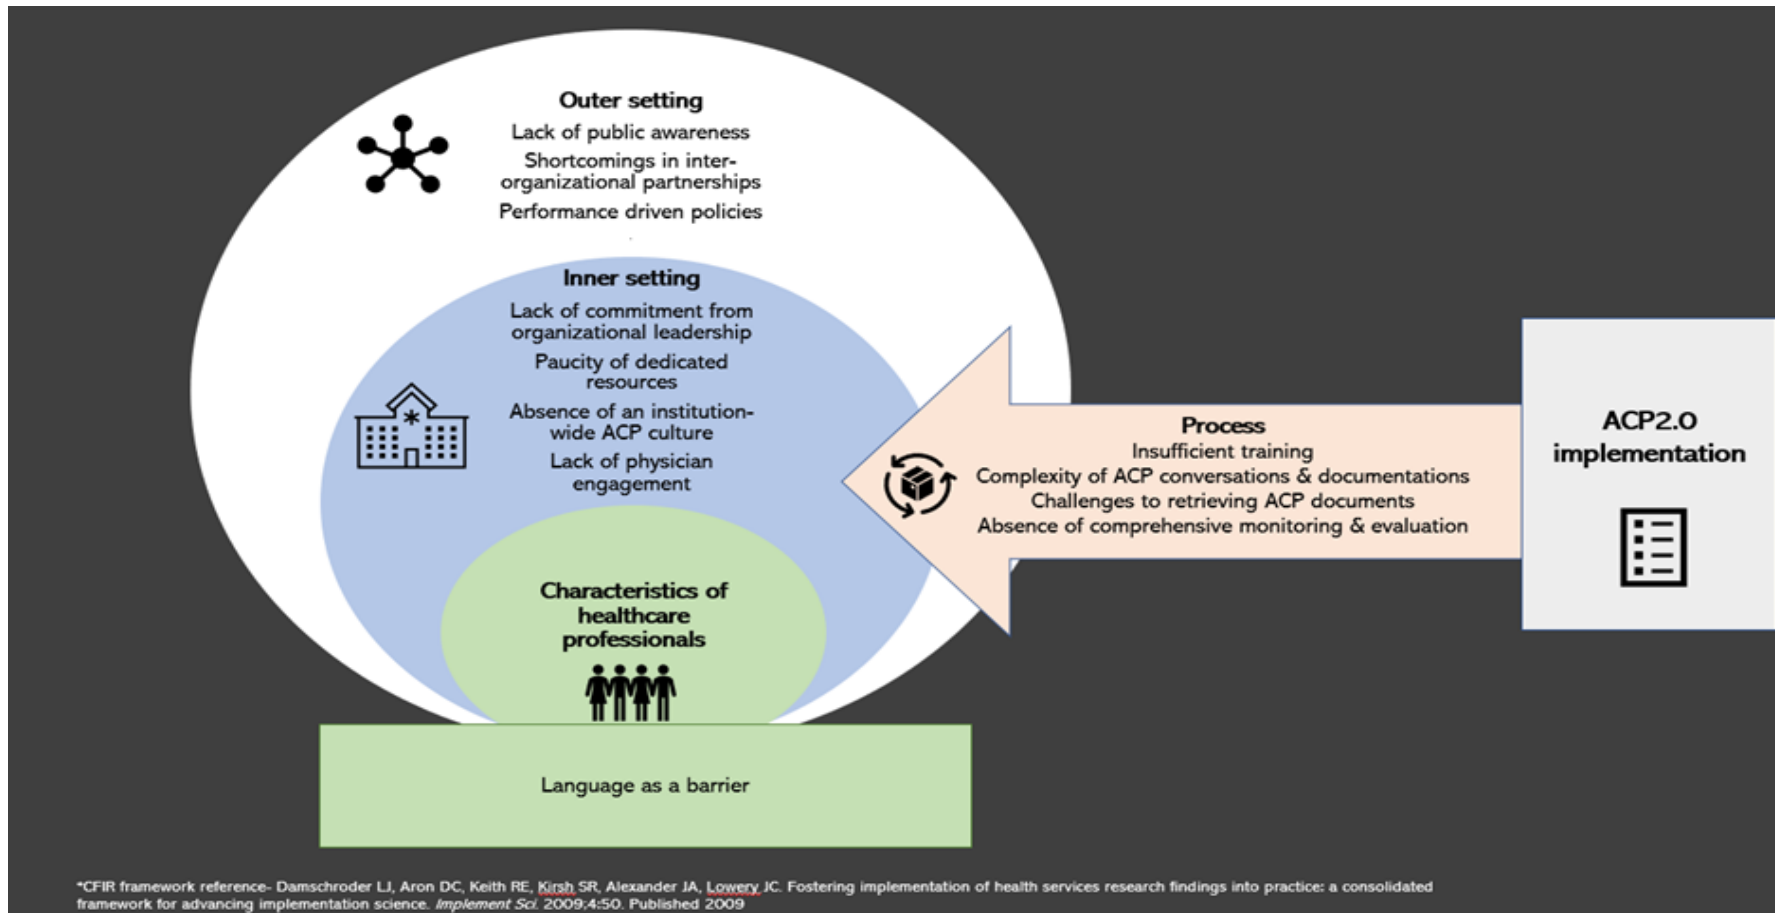 Outer setting
Lack of public awareness
Shortcomings in inter-
organizational partnerships
Performance driven policies
Inner setting
Lack of commitment from
organizational leadership
Paucity of dedicated
resources
Absence of an institution-
wide ACP culture
Lack of physician
engagement
Characteristics of
healthcare
professionals
Language as a barrier
Process
Insufficient training
Complexity of ACP conversations & documentations
Challenges to retrieving ACP documents
Absence of comprehensive monitoring & evaluation
ACP2.0
implementation
*CFIR framework reference- Damschroder LJ, Aron DC, Keith RE, Kirsh SR, Alexander JA, Lowery JC. Fostering implementation of health services research findings into practice: a consolidated
framework for advancing implementation science. Implement Sci. 2009;4:50. Published 2009